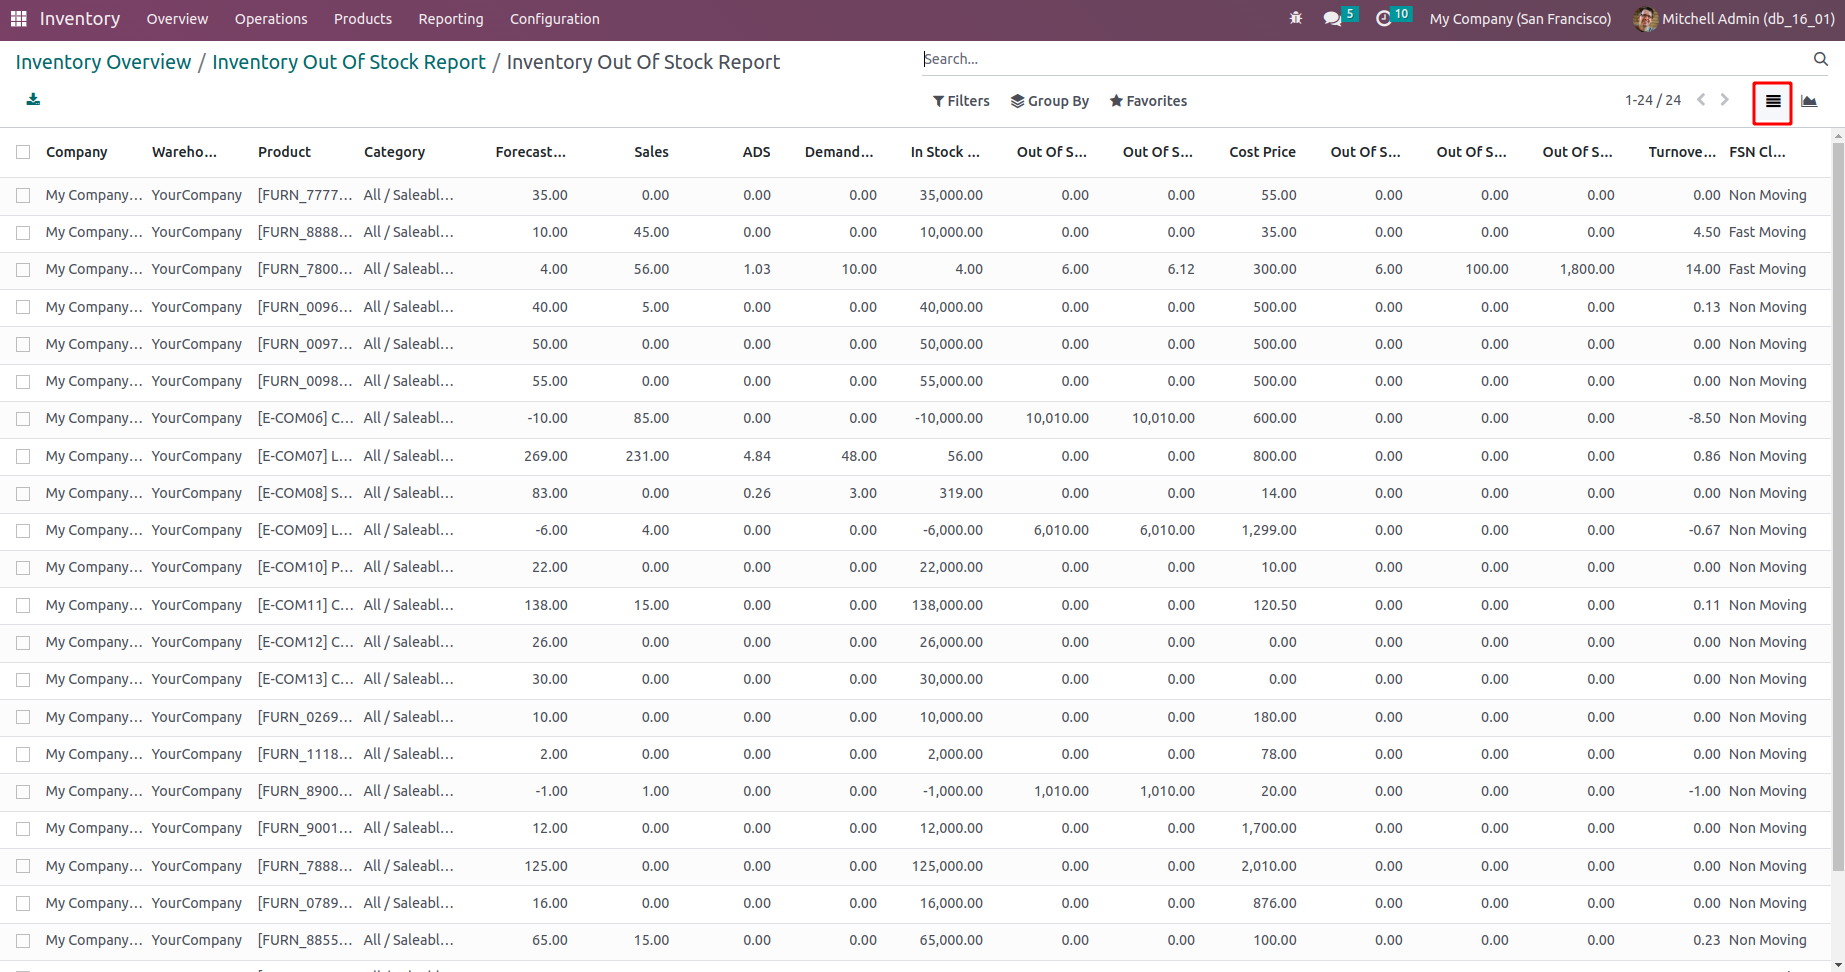 Inventory Overview Operations Products Reporting Configuration 5 10 My Company (San Francisco) Mitchell Admin (db_16_01)
Inventory Overview / Inventory Out Of Stock Report / Inventory Out Of Stock Report Search...
Filters Group By Favorites 1-24 / 24
Company Wareho... Product Category Forecast... Sales ADS Demand... In Stock ... Out Of S... Out Of S... Cost Price Out Of S... Out Of S... Out Of S... Turnove... FSN Cl...
My Company... YourCompany [FURN_7777... All / Saleabl... 35.00 0.00 0.00 0.00 35,000.00 0.00 0.00 55.00 0.00 0.00 0.00 0.00 Non Moving
My Company... YourCompany [FURN_8888... All / Saleabl... 10.00 45.00 0.00 0.00 10,000.00 0.00 0.00 35.00 0.00 0.00 0.00 4.50 Fast Moving
My Company... YourCompany [FURN_7800... All / Saleabl... 4.00 56.00 1.03 10.00 4.00 6.00 6.12 300.00 6.00 100.00 1,800.00 14.00 Fast Moving
My Company... YourCompany [FURN_0096... All / Saleabl... 40.00 5.00 0.00 0.00 40,000.00 0.00 0.00 500.00 0.00 0.00 0.00 0.13 Non Moving
My Company... YourCompany [FURN_0097... All / Saleabl... 50.00 0.00 0.00 0.00 50,000.00 0.00 0.00 500.00 0.00 0.00 0.00 0.00 Non Moving
My Company... YourCompany [FURN_0098... All / Saleabl... 55.00 0.00 0.00 0.00 55,000.00 0.00 0.00 500.00 0.00 0.00 0.00 0.00 Non Moving
My Company... YourCompany [E-COM06] C... All / Saleabl... -10.00 85.00 0.00 0.00 -10,000.00 10,010.00 10,010.00 600.00 0.00 0.00 0.00 -8.50 Non Moving
My Company... YourCompany [E-COM07] L... All / Saleabl... 269.00 231.00 4.84 48.00 56.00 0.00 0.00 800.00 0.00 0.00 0.00 0.86 Non Moving
My Company... YourCompany [E-COM08] S... All / Saleabl... 83.00 0.00 0.26 3.00 319.00 0.00 0.00 14.00 0.00 0.00 0.00 0.00 Non Moving
My Company... YourCompany [E-COM09] L... All / Saleabl... -6.00 4.00 0.00 0.00 -6,000.00 6,010.00 6,010.00 1,299.00 0.00 0.00 0.00 -0.67 Non Moving
My Company... YourCompany [E-COM10] P... All / Saleabl... 22.00 0.00 0.00 0.00 22,000.00 0.00 0.00 10.00 0.00 0.00 0.00 0.00 Non Moving
My Company... YourCompany [E-COM11] C... All / Saleabl... 138.00 15.00 0.00 0.00 138,000.00 0.00 0.00 120.50 0.00 0.00 0.00 0.11 Non Moving
My Company... YourCompany [E-COM12] C... All / Saleabl... 26.00 0.00 0.00 0.00 26,000.00 0.00 0.00 0.00 0.00 0.00 0.00 0.00 Non Moving
My Company... YourCompany [E-COM13] C... All / Saleabl... 30.00 0.00 0.00 0.00 30,000.00 0.00 0.00 0.00 0.00 0.00 0.00 0.00 Non Moving
My Company... YourCompany [FURN_0269... All / Saleabl... 10.00 0.00 0.00 0.00 10,000.00 0.00 0.00 180.00 0.00 0.00 0.00 0.00 Non Moving
My Company... YourCompany [FURN_1118... All / Saleabl... 2.00 0.00 0.00 0.00 2,000.00 0.00 0.00 78.00 0.00 0.00 0.00 0.00 Non Moving
My Company... YourCompany [FURN_8900... All / Saleabl... -1.00 1.00 0.00 0.00 -1,000.00 1,010.00 1,010.00 20.00 0.00 0.00 0.00 -1.00 Non Moving
My Company... YourCompany [FURN_9001... All / Saleabl... 12.00 0.00 0.00 0.00 12,000.00 0.00 0.00 1,700.00 0.00 0.00 0.00 0.00 Non Moving
My Company... YourCompany [FURN_7888... All / Saleabl... 125.00 0.00 0.00 0.00 125,000.00 0.00 0.00 2,010.00 0.00 0.00 0.00 0.00 Non Moving
My Company... YourCompany [FURN_0789... All / Saleabl... 16.00 0.00 0.00 0.00 16,000.00 0.00 0.00 876.00 0.00 0.00 0.00 0.00 Non Moving
My Company... YourCompany [FURN_8855... All / Saleabl... 65.00 15.00 0.00 0.00 65,000.00 0.00 0.00 100.00 0.00 0.00 0.00 0.23 Non Moving